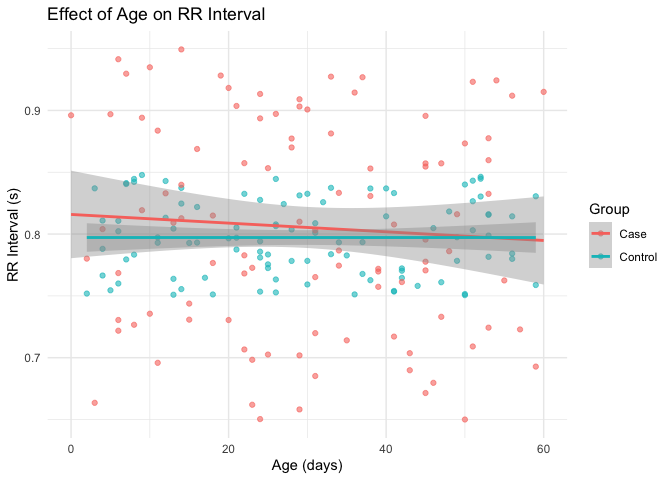 Effect of Age on RR Interval
RR Interval (s)
0.9
0.8
0.7
0
20
40
60
Age (days)
Group
Case
Control